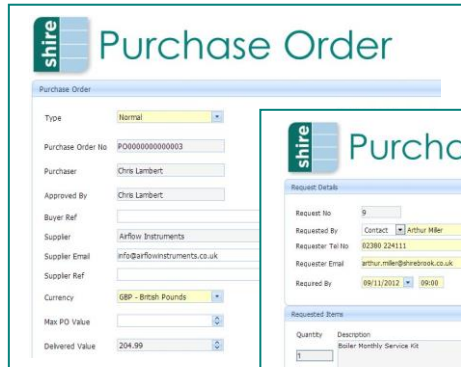 shire
Purchase Order
Purchase Order
Type Normal
Purchase Order No PO0000000000003
Purchaser Chris Lambert
Approved By Chris Lambert
Buyer Ref
Supplier Airflow Instruments
Supplier Email info@airflowinstruments.co.uk
Supplier Ref
Currency GBP - British Pounds
Max PO Value
Delivered Value 204.99
shire
Purcha
Request Details
Request No 9
Requested By Contact Arthur Miller
Requester Tel No 02380 224111
Requester Email arthur.miller@shirebrook.co.uk
Required By 09/11/2012 09:00
Requested Items
Quantity Description
1 Boiler Monthly Service Kit